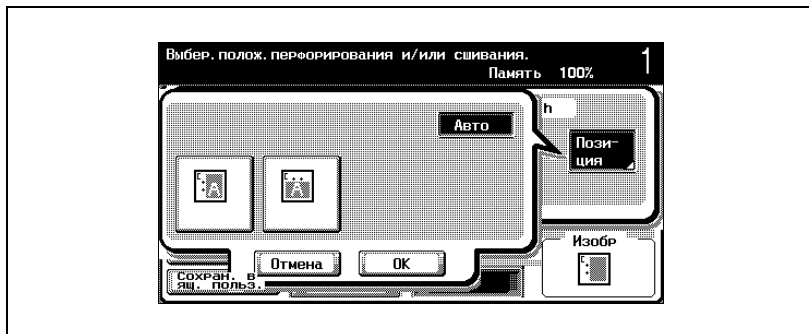 Выбер.полож.перфорирования и/или сшивания.
Память 100% 1
h
Авто
Пози-
ция
A A
Изобр
Отмена OK
Сохран. в
ящ. польз.